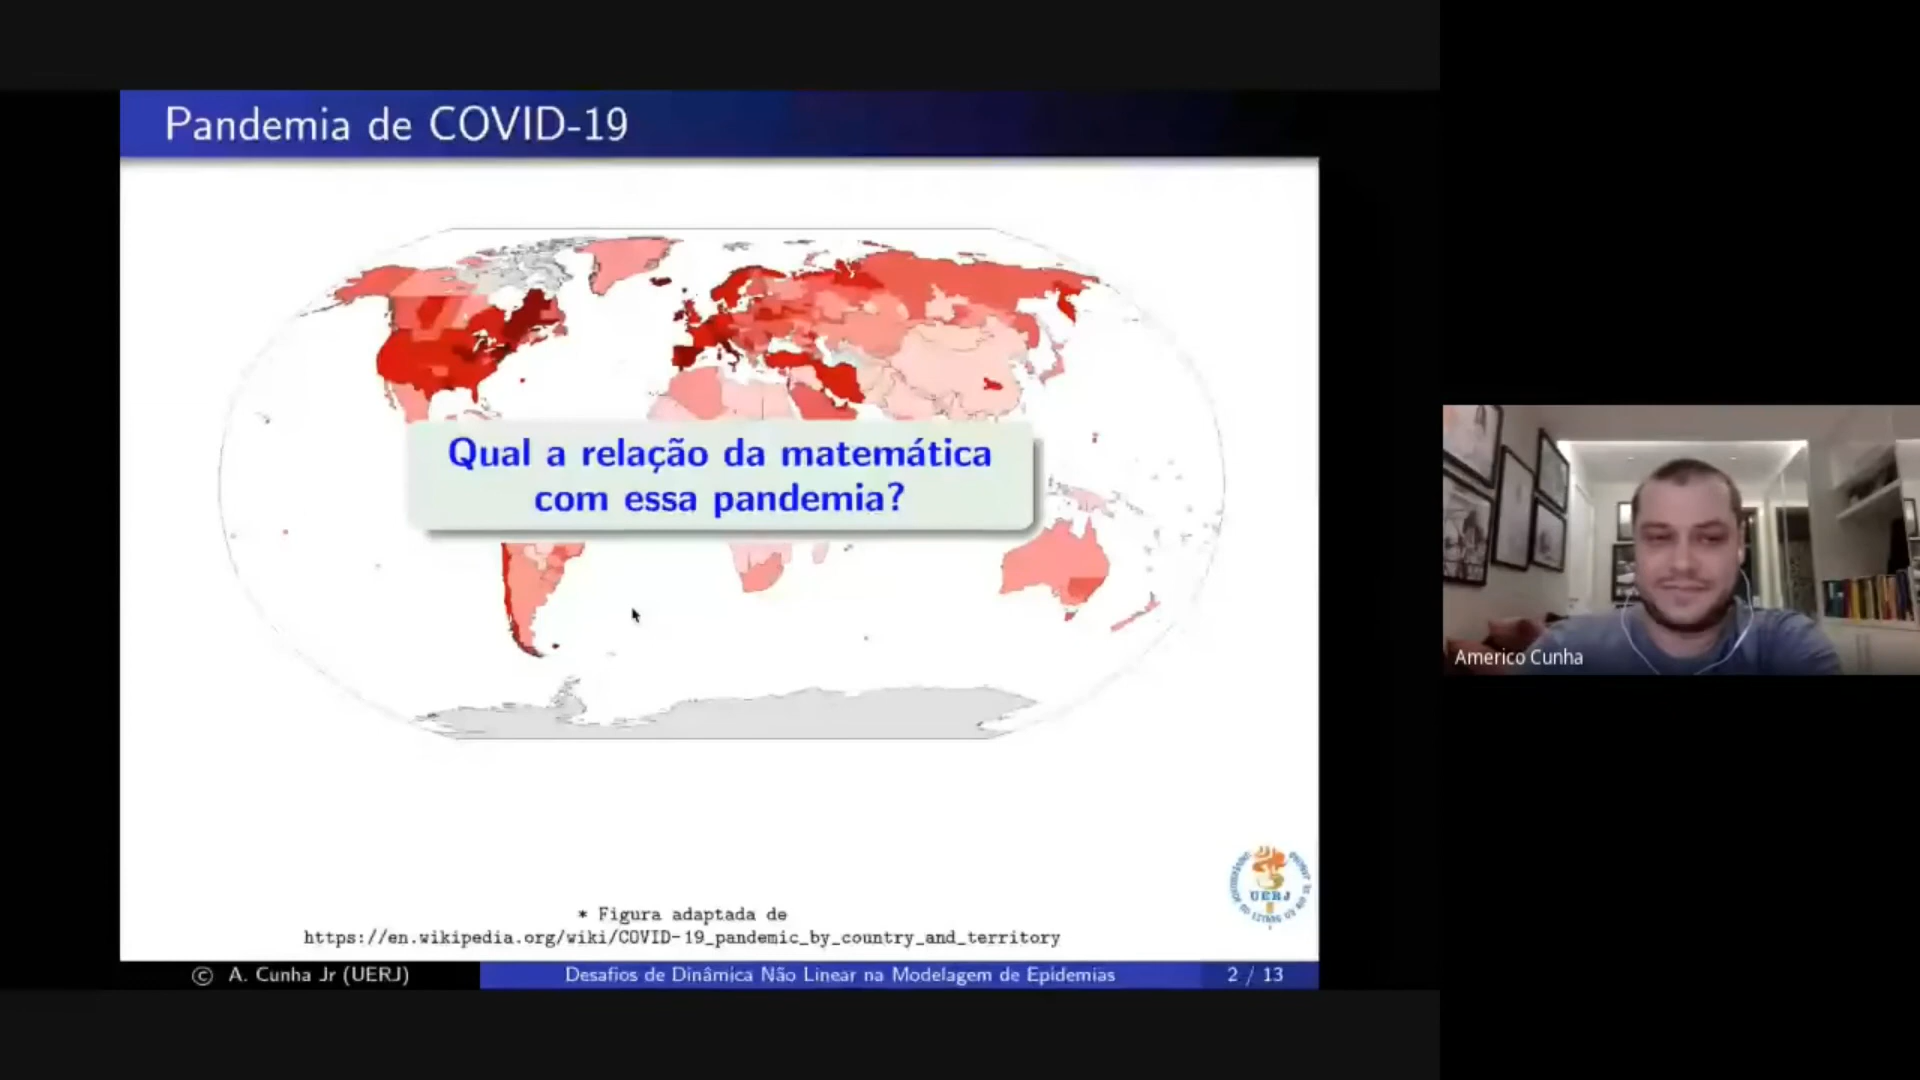 Pandemia de COVID-19
Qual a relação da matemática
com essa pandemia?
Americo Cunha
UERJ
* Figura adaptada de
https://en.wikipedia.org/wiki/COVID-19_pandemic_by_country_and_territory
© A. Cunha Jr (UERJ)
Desafios de Dinâmica Não Linear na Modelagem de Epidemias
2 / 13